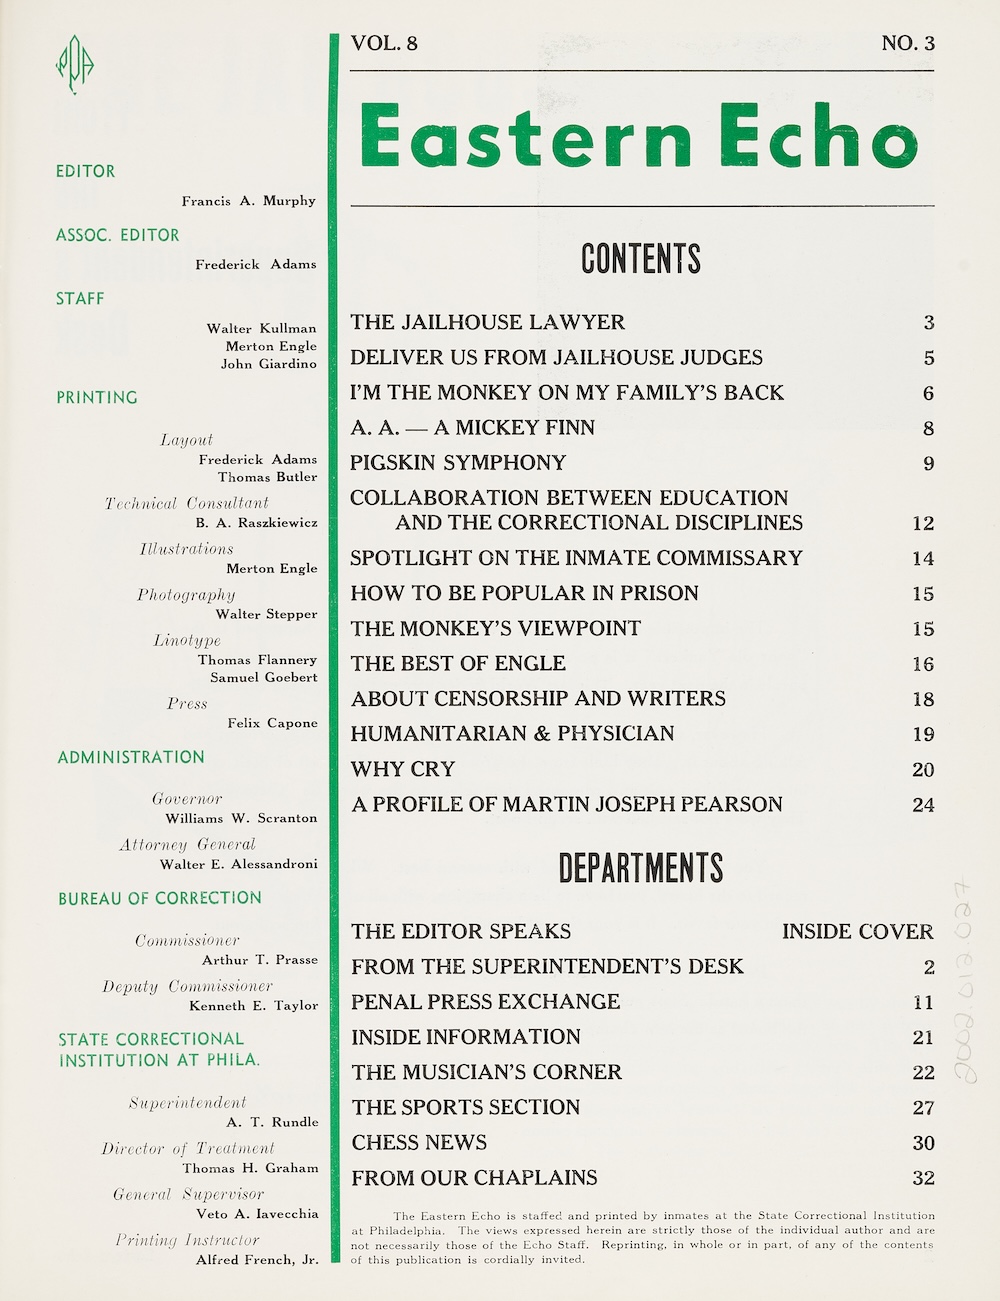 PPA
EDITOR
Francis A. Murphy
ASSOC. EDITOR
Frederick Adams
STAFF
Walter Kullman
Merton Engle
John Giardino
PRINTING
Layout
Frederick Adams
Thomas Butler
Technical Consultant
B. A. Raszkiewicz
Illustrations
Merton Engle
Photography
Walter Stepper
Linotype
Thomas Flannery
Samuel Goebert
Press
Felix Capone
ADMINISTRATION
Governor
Williams W. Scranton
Attorney General
Walter E. Alessandroni
BUREAU OF CORRECTION
Commissioner
Arthur T. Prasse
Deputy Commissioner
Kenneth E. Taylor
STATE CORRECTIONAL
INSTITUTION AT PHILA.
Superintendent
A. T. Rundle
Director of Treatment
Thomas H. Graham
General Supervisor
Veto A. Iavecchia
Printing Instructor
Alfred French, Jr.
VOL. 8 NO. 3
Eastern Echo
CONTENTS
THE JAILHOUSE LAWYER 3
DELIVER US FROM JAILHOUSE JUDGES 5
I'M THE MONKEY ON MY FAMILY'S BACK 6
A. A. — A MICKEY FINN 8
PIGSKIN SYMPHONY 9
COLLABORATION BETWEEN EDUCATION
AND THE CORRECTIONAL DISCIPLINES 12
SPOTLIGHT ON THE INMATE COMMISSARY 14
HOW TO BE POPULAR IN PRISON 15
THE MONKEY'S VIEWPOINT 15
THE BEST OF ENGLE 16
ABOUT CENSORSHIP AND WRITERS 18
HUMANITARIAN & PHYSICIAN 19
WHY CRY 20
A PROFILE OF MARTIN JOSEPH PEARSON 24
DEPARTMENTS
THE EDITOR SPEAKS INSIDE COVER
FROM THE SUPERINTENDENT'S DESK 2
PENAL PRESS EXCHANGE 11
INSIDE INFORMATION 21
THE MUSICIAN'S CORNER 22
THE SPORTS SECTION 27
CHESS NEWS 30
FROM OUR CHAPLAINS 32
The Eastern Echo is staffed and printed by inmates at the State Correctional Institution
at Philadelphia. The views expressed herein are strictly those of the individual author and are
not necessarily those of the Echo Staff. Reprinting, in whole or in part, of any of the contents
of this publication is cordially invited.
2002.012.027